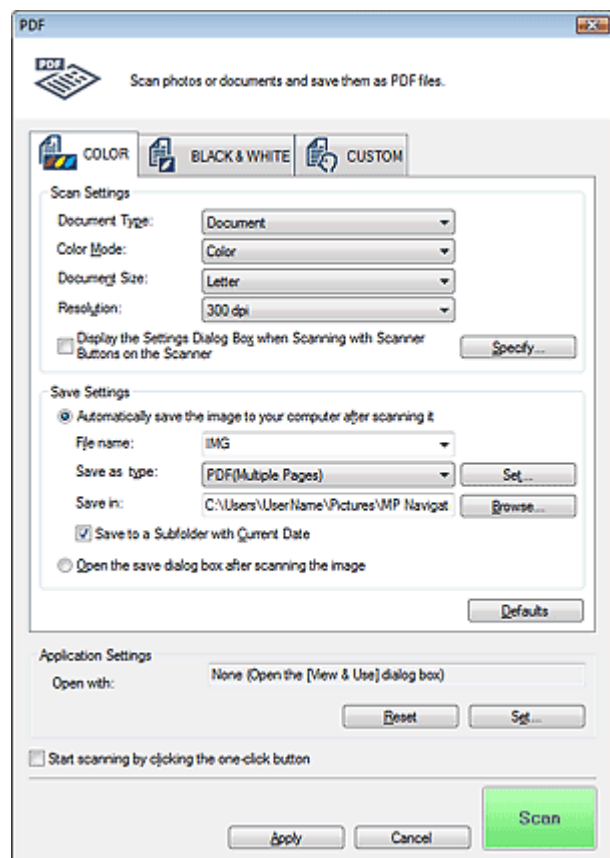 PDF
PDF
Scan photos or documents and save them as PDF files.
COLOR
BLACK & WHITE
CUSTOM
Scan Settings
Document Type: Document
Color Mode: Color
Document Size: Letter
Resolution: 300 dpi
Display the Settings Dialog Box when Scanning with Scanner
Buttons on the Scanner
Specify...
Save Settings
Automatically save the image to your computer after scanning it
File name: IMG
Save as type: PDF(Multiple Pages) Set...
Save in: C:\Users\UserName\Pictures\MP Navigat Browse...
Save to a Subfolder with Current Date
Open the save dialog box after scanning the image
Defaults
Application Settings
Open with: None (Open the [View & Use] dialog box)
Reset Set...
Start scanning by clicking the one-click button
Scan
Apply Cancel